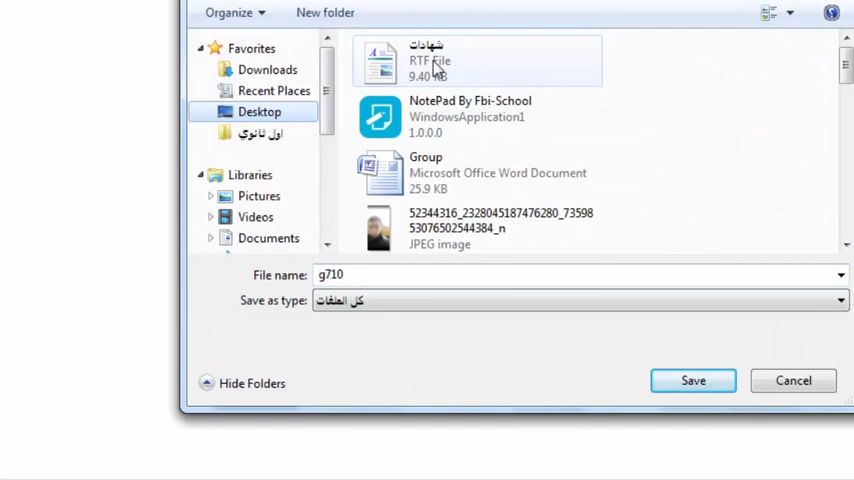 Organize
New folder
Favorites
Downloads
Recent Places
Desktop
اول ثانوي
Libraries
Pictures
Videos
Documents
شهادات
RTF File
9.40 KB
NotePad By Fbi-School
WindowsApplication1
1.0.0.0
Group
Microsoft Office Word Document
25.9 KB
52344316_2328045187476280_73598
53076502544384_n
JPEG image
File name: g710
Save as type: كل الملفات
Hide Folders
Save
Cancel